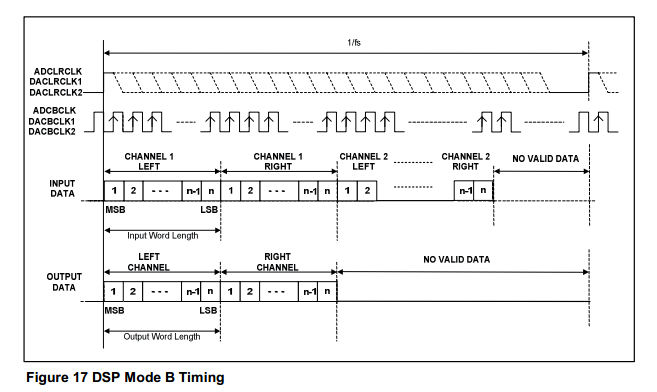 1/fs
ADCLRCLK
DACLRCLK1
DACLRCLK2
ADCBCLK
DACBCLK1
DACBCLK2
CHANNEL 1 LEFT
CHANNEL 1 RIGHT
CHANNEL 2 LEFT
CHANNEL 2 RIGHT
NO VALID DATA
INPUT DATA
1 2 - - - n-1 n 1 2 - - - n-1 n 1 2 n-1 n
MSB LSB
Input Word Length
LEFT CHANNEL
RIGHT CHANNEL
NO VALID DATA
OUTPUT DATA
1 2 - - - n-1 n 1 2 - - - n-1 n
MSB LSB
Output Word Length
Figure 17 DSP Mode B Timing